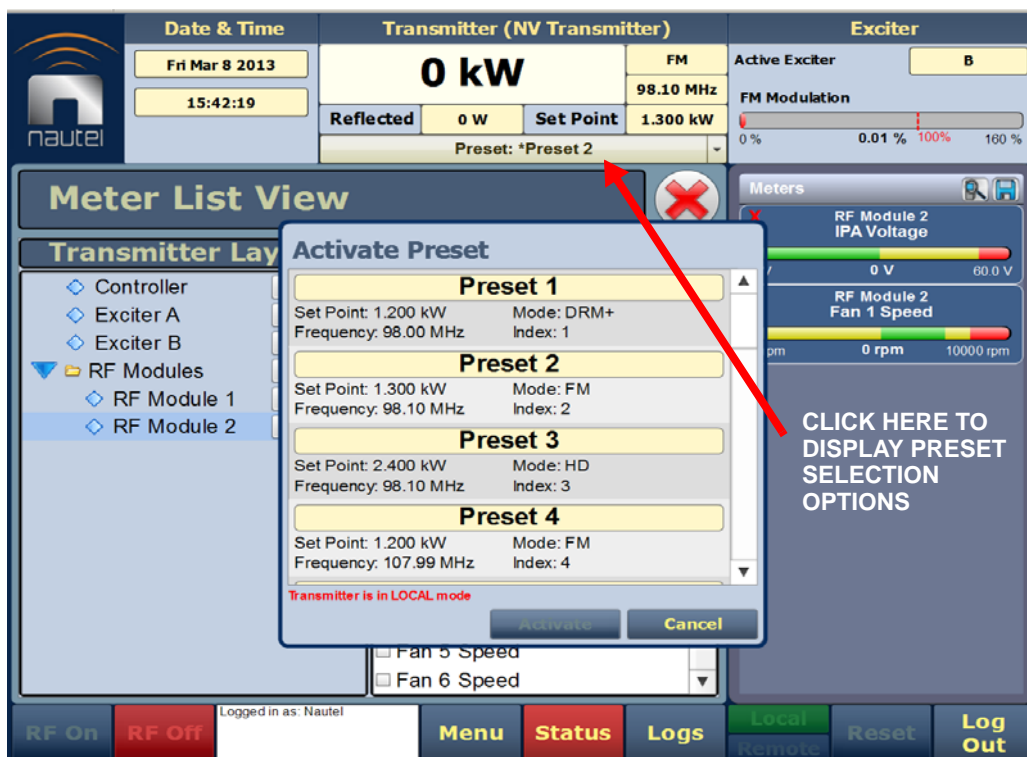 Date & Time
Transmitter (NV Transmitter)
Exciter
nautel
Fri Mar 8 2013
15:42:19
0 kW
FM
98.10 MHz
Reflected
0 W
Set Point
1.300 kW
Preset: *Preset 2
Active Exciter
B
FM Modulation
0 %
0.01 %
100%
160 %
Meter List View
Transmitter Lay
Controller
Exciter A
Exciter B
RF Modules
RF Module 1
RF Module 2
Activate Preset
Preset 1
Set Point: 1.200 kW Mode: DRM+
Frequency: 98.00 MHz Index: 1
Preset 2
Set Point: 1.300 kW Mode: FM
Frequency: 98.10 MHz Index: 2
Preset 3
Set Point: 2.400 kW Mode: HD
Frequency: 98.10 MHz Index: 3
Preset 4
Set Point: 1.200 kW Mode: FM
Frequency: 107.99 MHz Index: 4
Transmitter is in LOCAL mode
Activate
Cancel
Fan 5 Speed
Fan 6 Speed
Meters
RF Module 2
IPA Voltage
0 V
60.0 V
RF Module 2
Fan 1 Speed
pm
0 rpm
10000 rpm
CLICK HERE TO
DISPLAY PRESET
SELECTION
OPTIONS
RF On
RF Off
Logged in as: Nautel
Menu
Status
Logs
Local
Remote
Reset
Log
Out